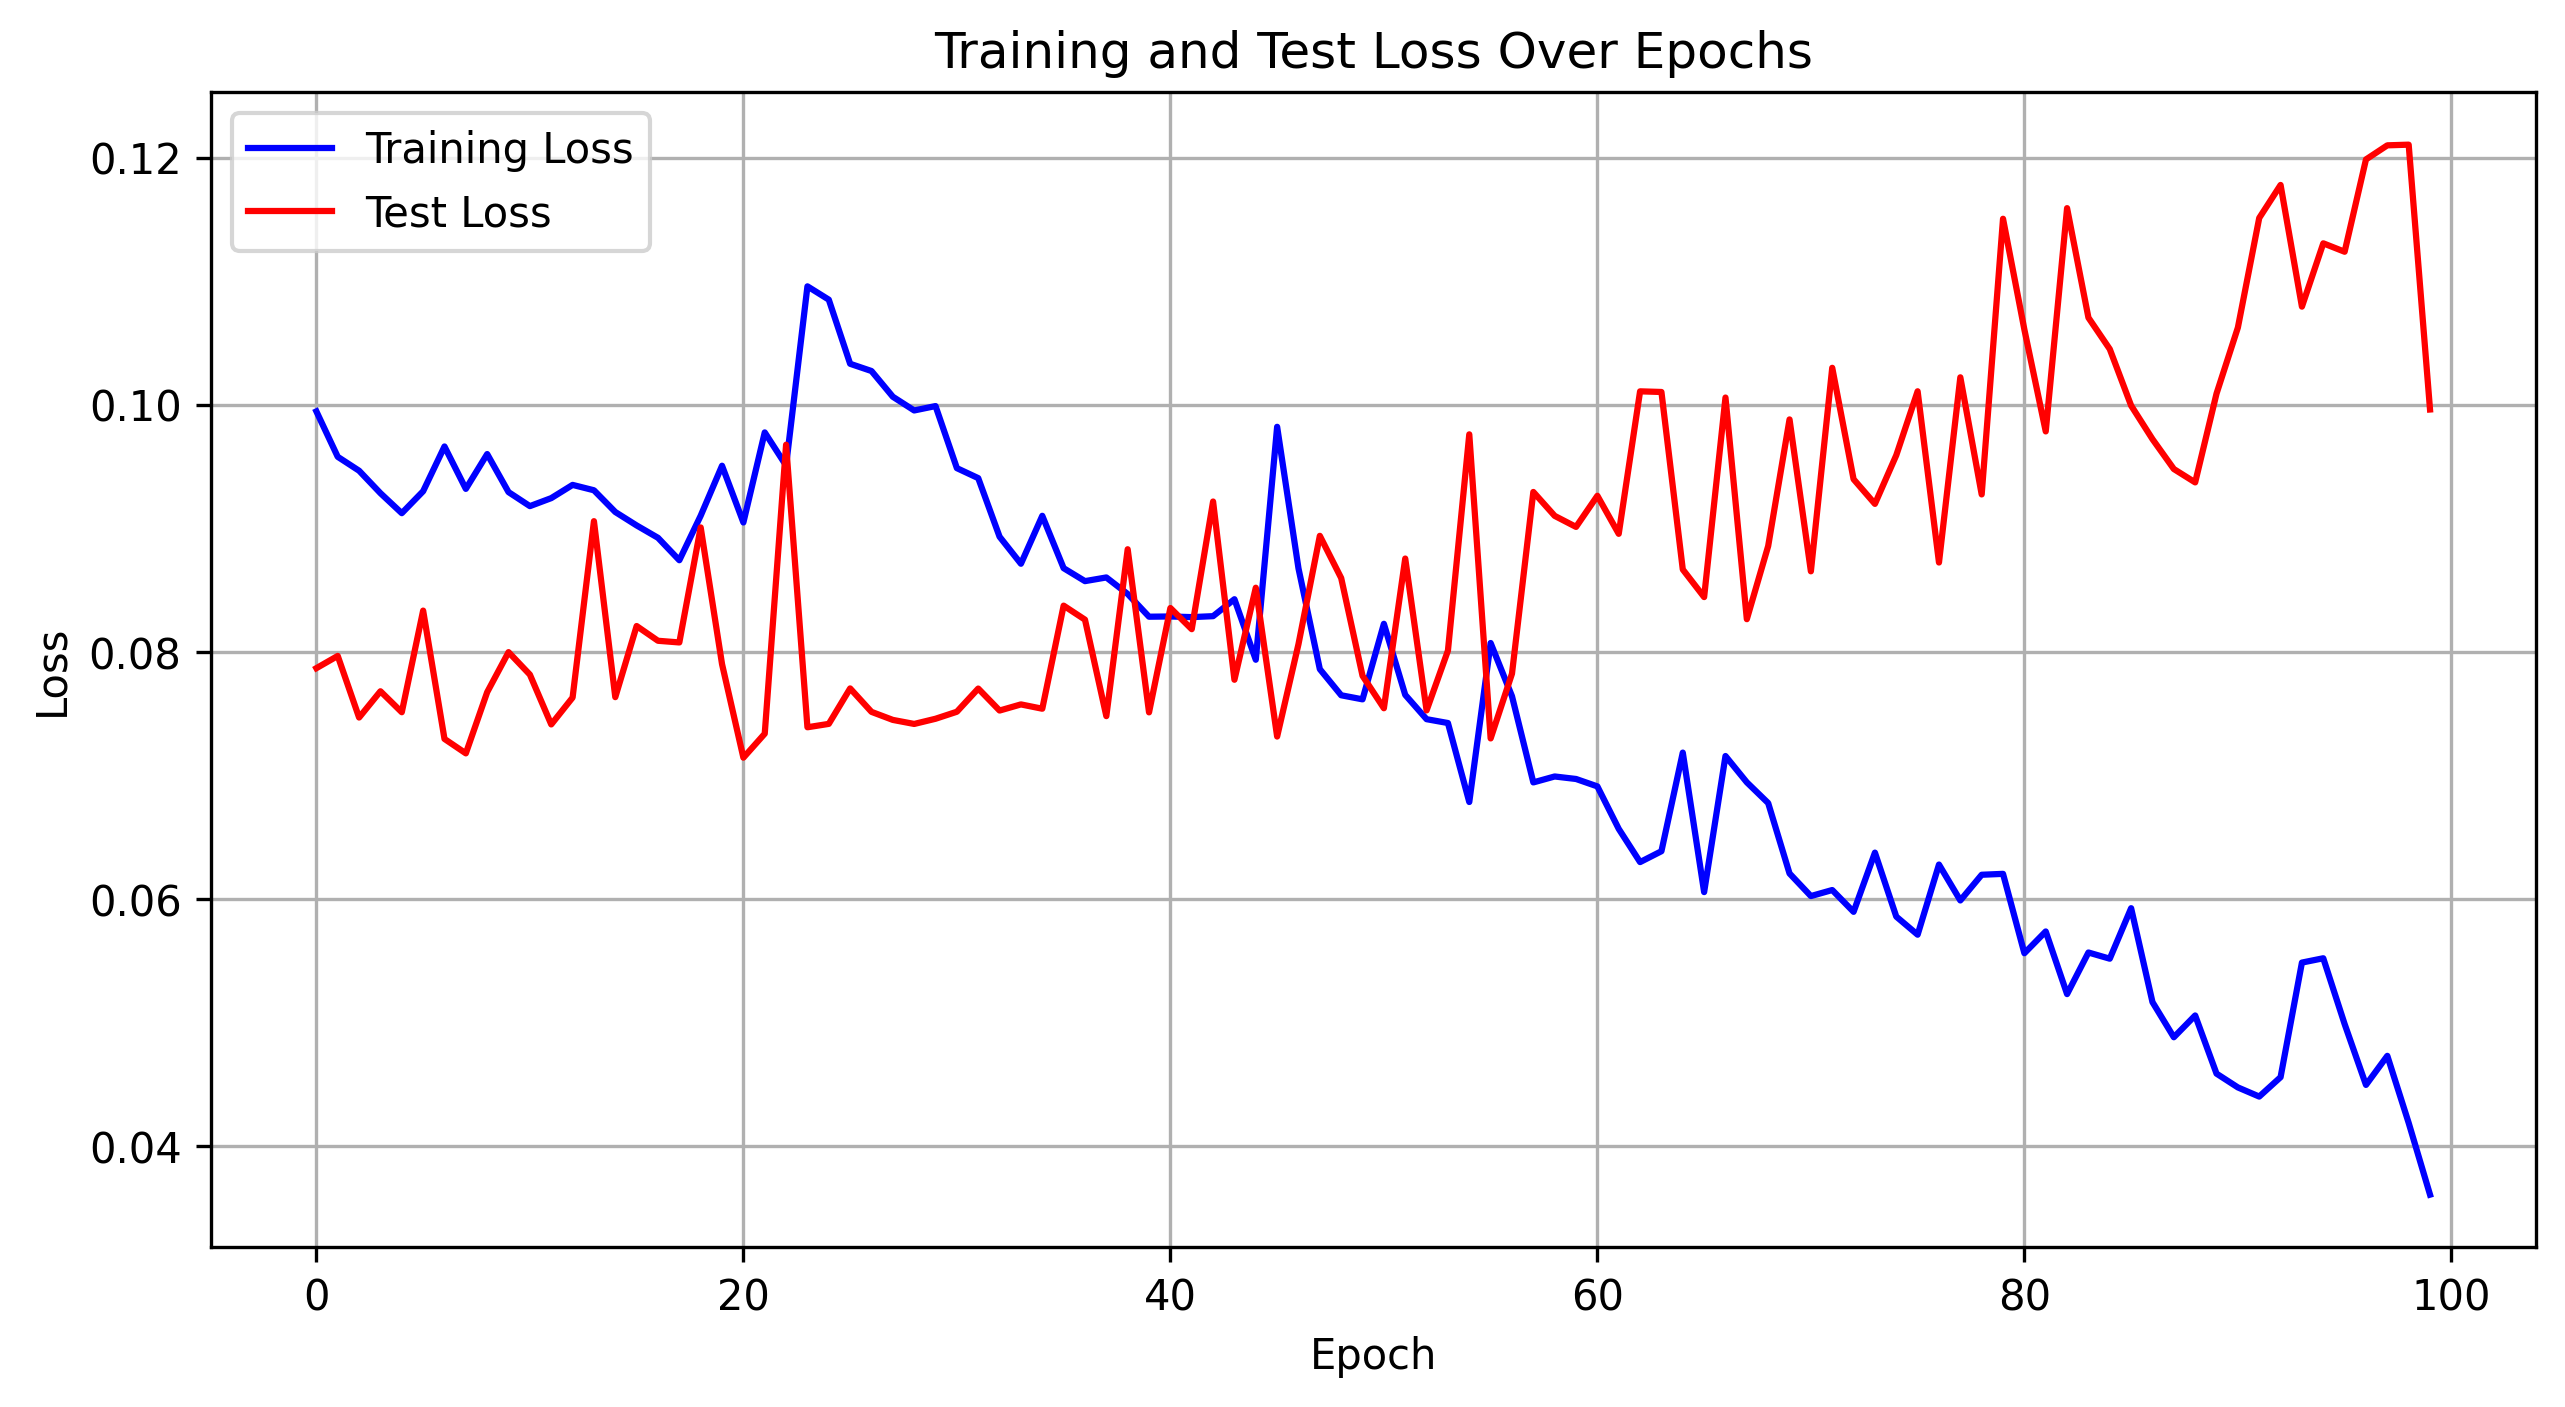 Training and Test Loss Over Epochs
Training Loss
Test Loss
0.12
0.10
0.08
0.06
0.04
Loss
0 20 40 60 80 100
Epoch